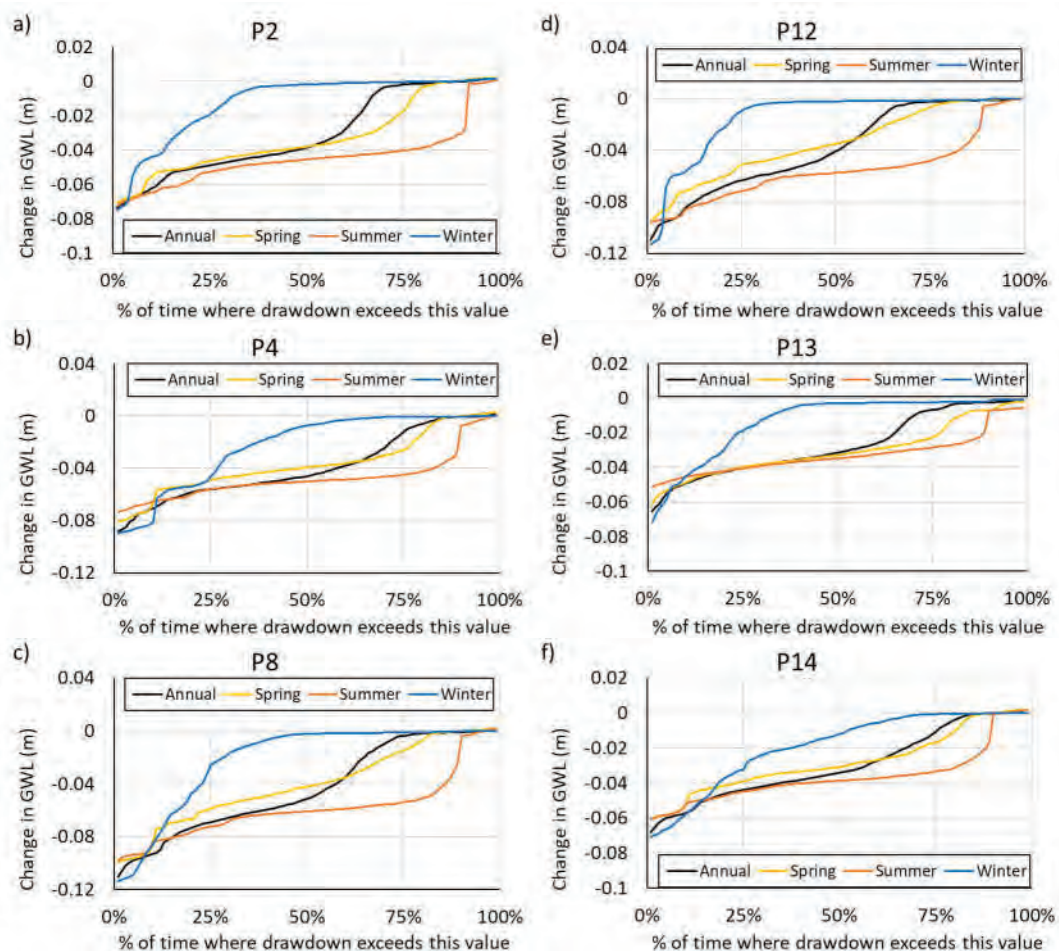 a)
P2
Change in GWL (m)
0.02
0
-0.02
-0.04
-0.06
-0.08
-0.1
Annual Spring Summer Winter
0% 25% 50% 75% 100%
% of time where drawdown exceeds this value
b)
P4
Change in GWL (m)
0.04
Annual Spring Summer Winter
0
-0.04
-0.08
-0.12
0% 25% 50% 75% 100%
% of time where drawdown exceeds this value
c)
P8
Change in GWL (m)
0.04
Annual Spring Summer Winter
0
-0.04
-0.08
-0.12
0% 25% 50% 75% 100%
% of time where drawdown exceeds this value
d)
P12
Change in GWL (m)
0.04
Annual Spring Summer Winter
0
-0.04
-0.08
-0.12
0% 25% 50% 75% 100%
% of time where drawdown exceeds this value
e)
P13
Change in GWL (m)
0.02
Annual Spring Summer Winter
0
-0.02
-0.04
-0.06
-0.08
-0.1
0% 25% 50% 75% 100%
% of time where drawdown exceeds this value
f)
P14
Change in GWL (m)
0.02
0
-0.02
-0.04
-0.06
-0.08
-0.1
Annual Spring Summer Winter
0% 25% 50% 75% 100%
% of time where drawdown exceeds this value